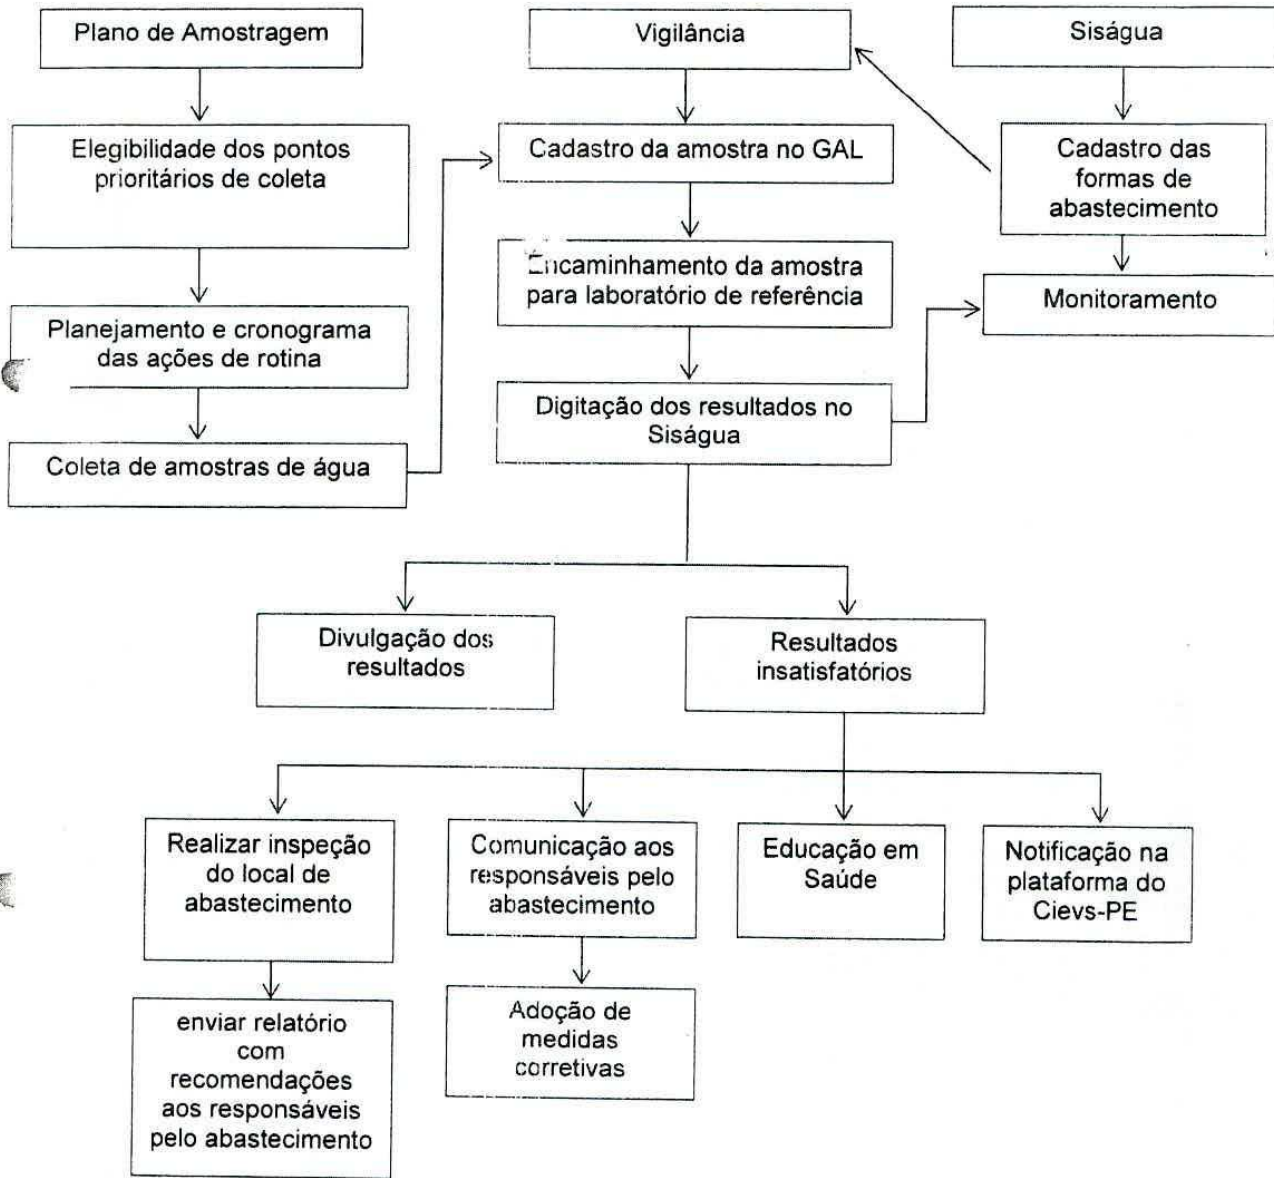 Plano de Amostragem
Elegibilidade dos pontos
prioritários de coleta
Planejamento e cronograma
das ações de rotina
Coleta de amostras de água
Vigilância
Cadastro da amostra no GAL
Encaminhamento da amostra
para laboratório de referência
Digitação dos resultados no
Siságua
Siságua
Cadastro das
formas de
abastecimento
Monitoramento
Divulgação dos
resultados
Resultados
insatisfatórios
Realizar inspeção
do local de
abastecimento
enviar relatório
com
recomendações
aos responsáveis
pelo abastecimento
Comunicação aos
responsáveis pelo
abastecimento
Adoção de
medidas
corretivas
Educação em
Saúde
Notificação na
plataforma do
Cievs-PE